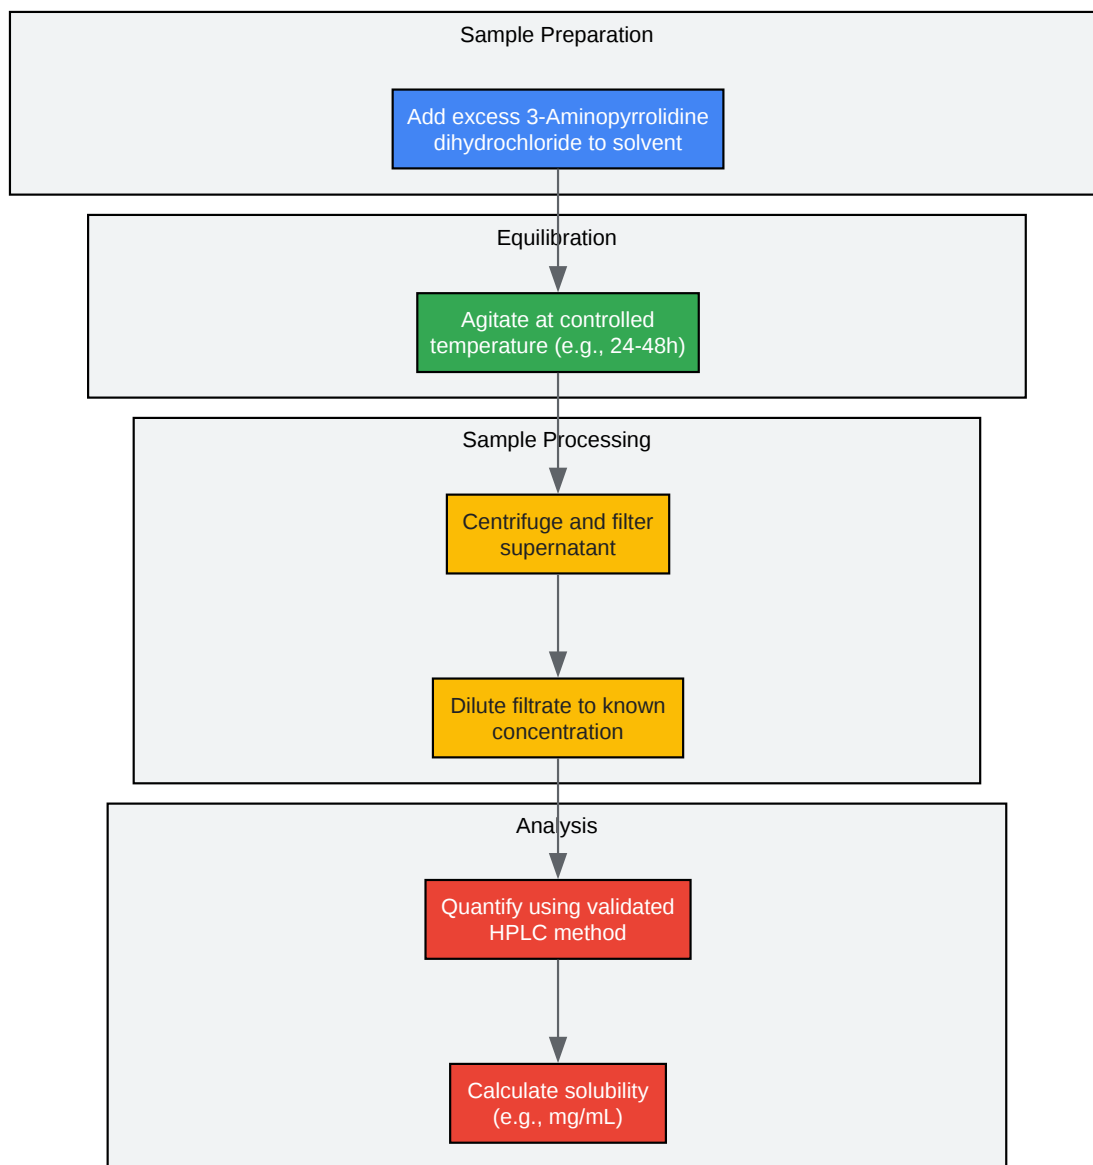 Sample Preparation
Add excess 3-Aminopyrrolidine
dihydrochloride to solvent
Equilibration
Agitate at controlled
temperature (e.g., 24-48h)
Sample Processing
Centrifuge and filter
supernatant
Dilute filtrate to known
concentration
Analysis
Quantify using validated
HPLC method
Calculate solubility
(e.g., mg/mL)